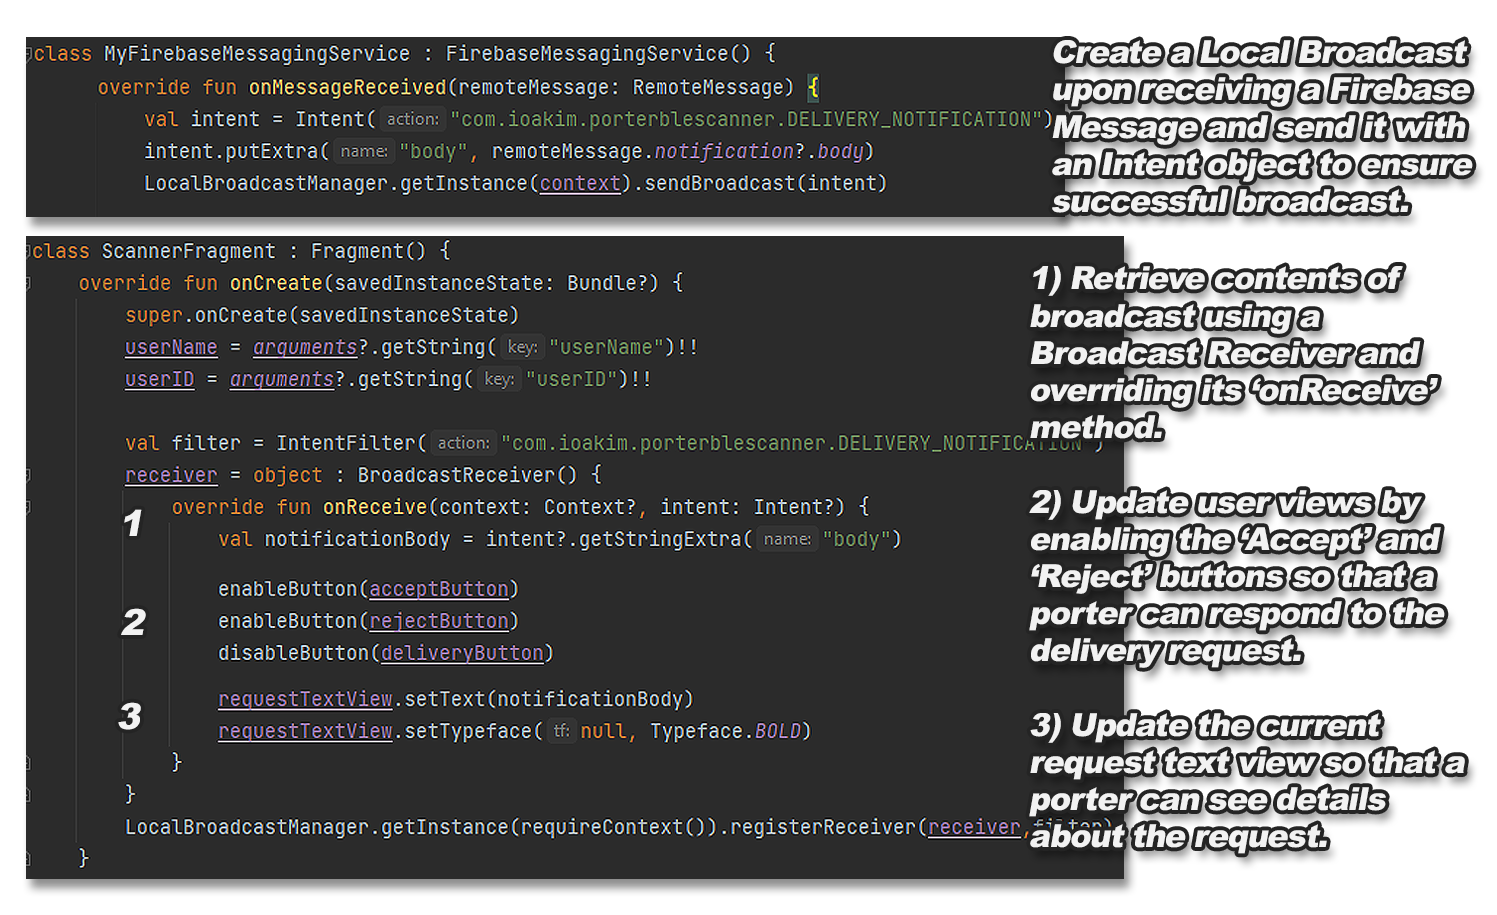 class MyFirebaseMessagingService : FirebaseMessagingService() {
override fun onMessageReceived(remoteMessage: RemoteMessage) {
val intent = Intent( action: "com.ioakim.porterblescanner.DELIVERY_NOTIFICATION")
intent.putExtra( name: "body", remoteMessage.notification?.body)
LocalBroadcastManager.getInstance(context).sendBroadcast(intent)
Create a Local Broadcast
upon receiving a Firebase
Message and send it with
an Intent object to ensure
successful broadcast.
class ScannerFragment : Fragment() {
override fun onCreate(savedInstanceState: Bundle?) {
super.onCreate(savedInstanceState)
userName = arguments?.getString( key: "userName")!!
userID = arguments?.getString( key: "userID")!!
val filter = IntentFilter( action: "com.ioakim.porterblescanner.DELIVERY_NOTIFICATION")
receiver = object : BroadcastReceiver() {
1
override fun onReceive(context: Context?, intent: Intent?) {
val notificationBody = intent?.getStringExtra( name: "body")
enableButton(acceptButton)
2
enableButton(rejectButton)
disableButton(deliveryButton)
3
requestTextView.setText(notificationBody)
requestTextView.setTypeface( tf: null, Typeface.BOLD)
}
}
LocalBroadcastManager.getInstance(requireContext()).registerReceiver(receiver,filter)
}
1) Retrieve contents of
broadcast using a
Broadcast Receiver and
overriding its ‘onReceive’
method.
2) Update user views by
enabling the ‘Accept’ and
‘Reject’ buttons so that a
porter can respond to the
delivery request.
3) Update the current
request text view so that a
porter can see details
about the request.